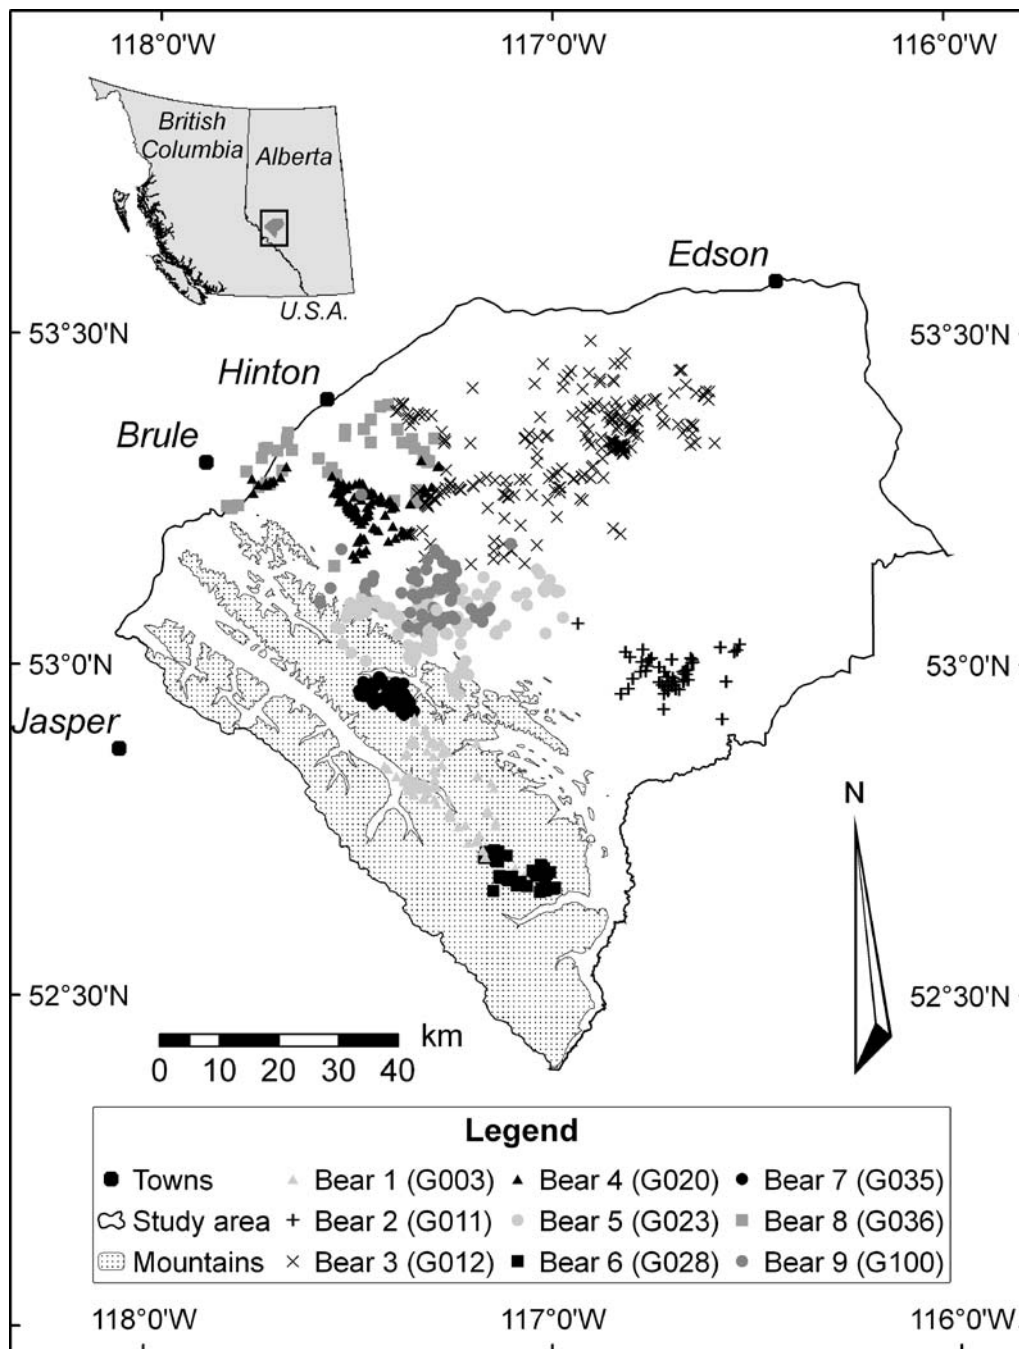 118°0'W 117°0'W 116°0'W
British
Columbia
Alberta
U.S.A.
Edson
53°30'N 53°30'N
Hinton
Brule
53°0'N 53°0'N
Jasper
N
52°30'N 52°30'N
km
0 10 20 30 40
Legend
Towns Bear 1 (G003) Bear 4 (G020) Bear 7 (G035)
Study area Bear 2 (G011) Bear 5 (G023) Bear 8 (G036)
Mountains Bear 3 (G012) Bear 6 (G028) Bear 9 (G100)
118°0'W 117°0'W 116°0'W